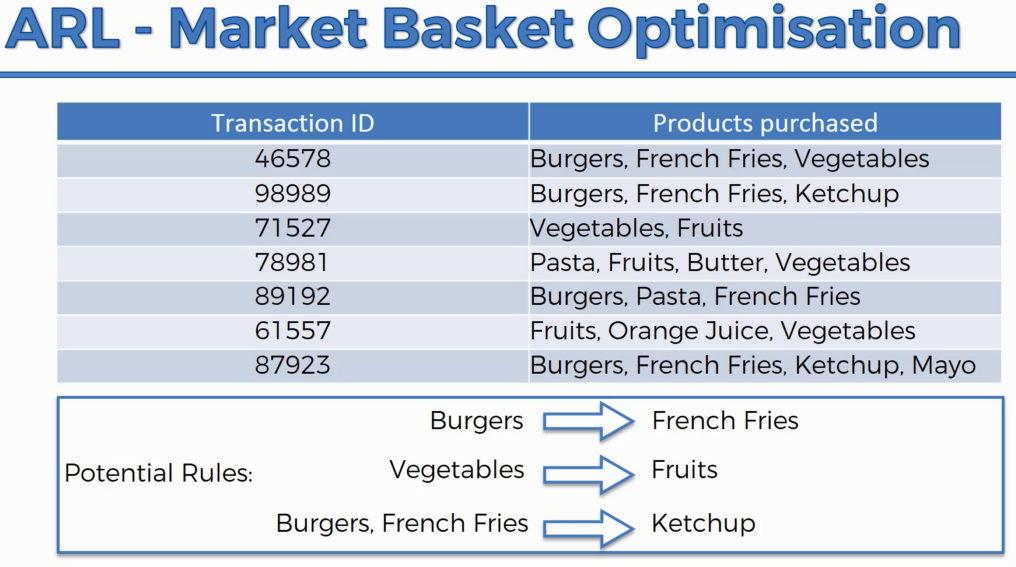 ARL - Market Basket Optimisation
Transaction ID Products purchased
46578 Burgers, French Fries, Vegetables
98989 Burgers, French Fries, Ketchup
71527 Vegetables, Fruits
78981 Pasta, Fruits, Butter, Vegetables
89192 Burgers, Pasta, French Fries
61557 Fruits, Orange Juice, Vegetables
87923 Burgers, French Fries, Ketchup, Mayo
Burgers French Fries
Potential Rules: Vegetables Fruits
Burgers, French Fries Ketchup